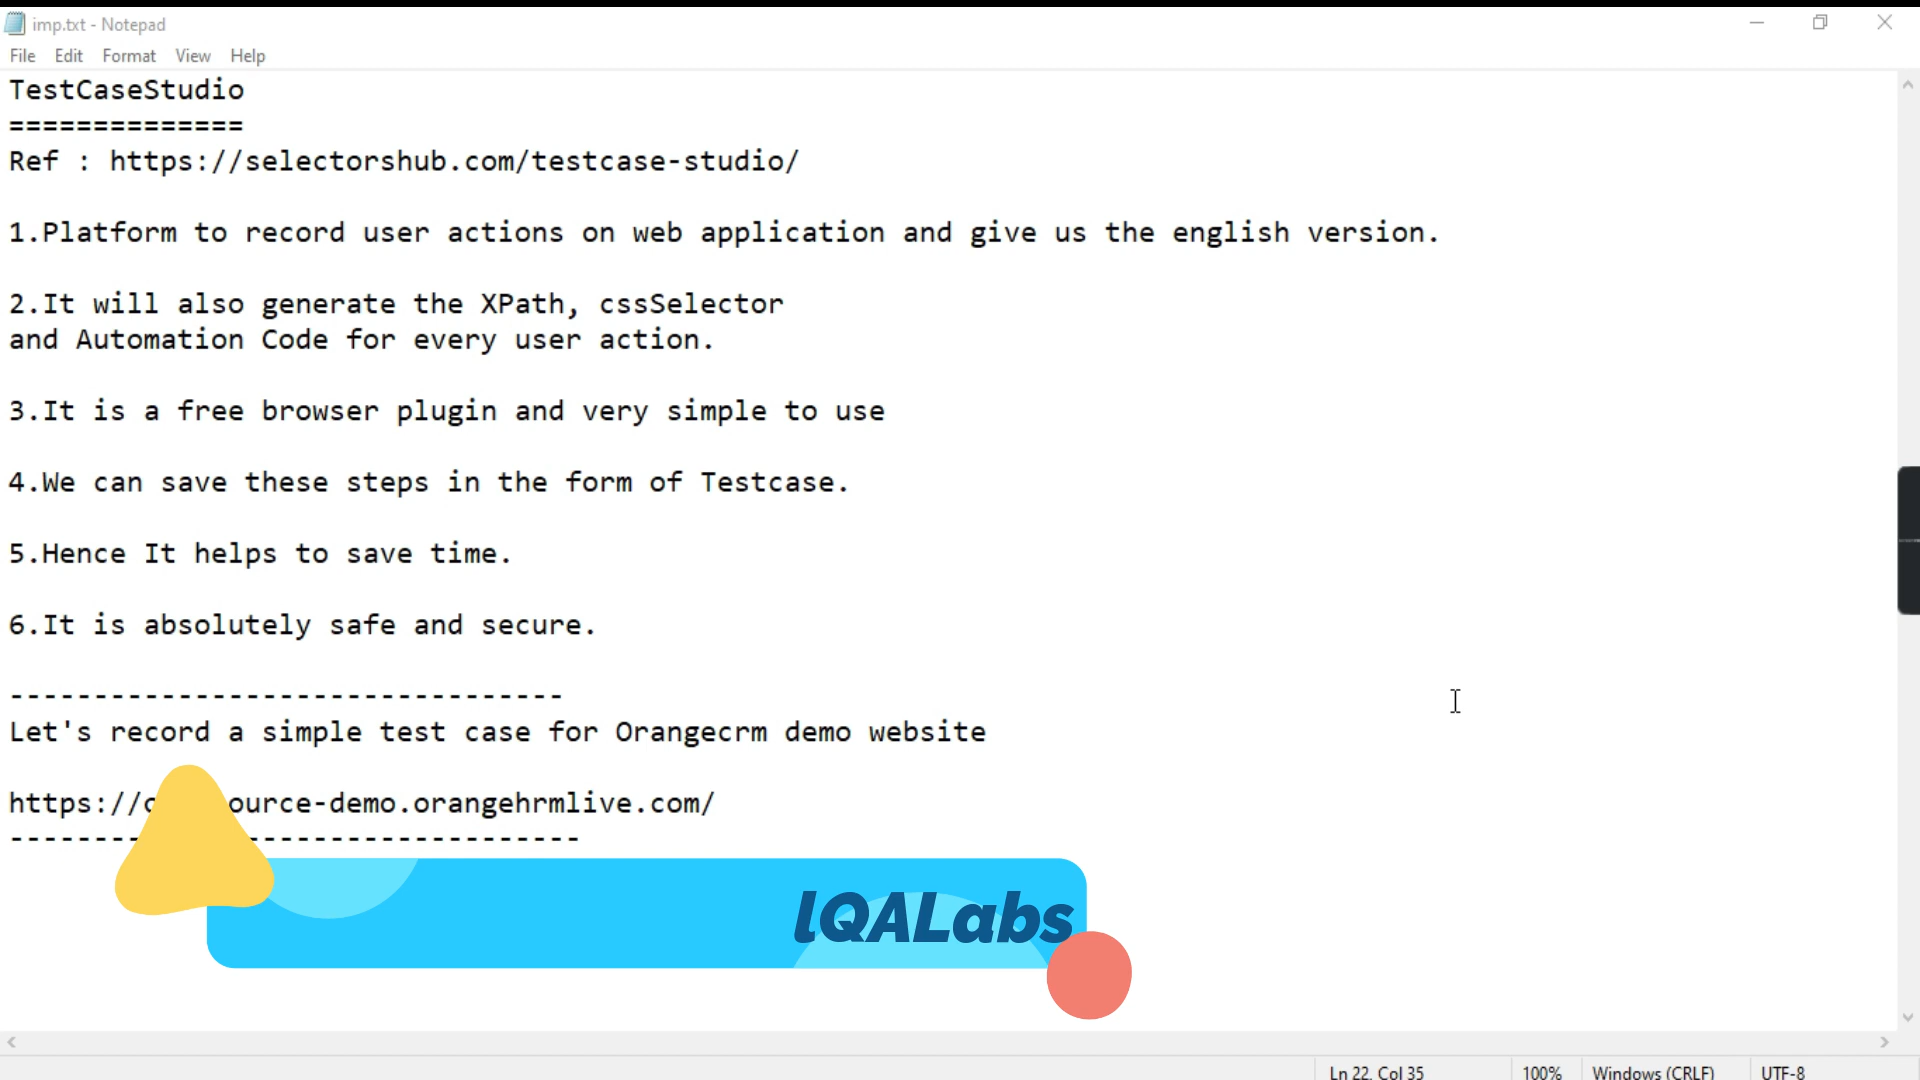 imp.txt - Notepad
File Edit Format View Help
TestCaseStudio
==============
Ref : https://selectorshub.com/testcase-studio/
1.Platform to record user actions on web application and give us the english version.
2.It will also generate the XPath, cssSelector
and Automation Code for every user action.
3.It is a free browser plugin and very simple to use
4.We can save these steps in the form of Testcase.
5.Hence It helps to save time.
6.It is absolutely safe and secure.
---------------------------------
Let's record a simple test case for Orangecrm demo website
https://o ource-demo.orangehrmlive.com/
----------------------------------
lQALabs
Ln 22, Col 35 100% Windows (CRLF) UTF-8